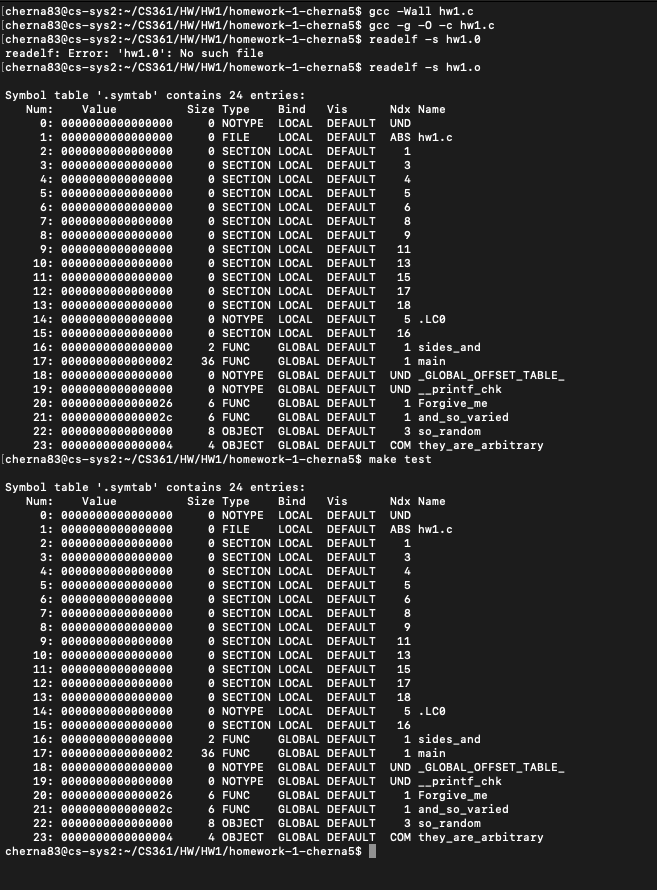 [cherna83@cs-sys2:~/CS361/HW/HW1/homework-1-cherna5$ gcc -Wall hw1.c
[cherna83@cs-sys2:~/CS361/HW/HW1/homework-1-cherna5$ gcc -g -O -c hw1.c
[cherna83@cs-sys2:~/CS361/HW/HW1/homework-1-cherna5$ readelf -s hw1.0
readelf: Error: 'hw1.0': No such file
[cherna83@cs-sys2:~/CS361/HW/HW1/homework-1-cherna5$ readelf -s hw1.o
Symbol table '.symtab' contains 24 entries:
Num: Value Size Type Bind Vis Ndx Name
0: 0000000000000000 0 NOTYPE LOCAL DEFAULT UND
1: 0000000000000000 0 FILE LOCAL DEFAULT ABS hw1.c
2: 0000000000000000 0 SECTION LOCAL DEFAULT 1
3: 0000000000000000 0 SECTION LOCAL DEFAULT 3
4: 0000000000000000 0 SECTION LOCAL DEFAULT 4
5: 0000000000000000 0 SECTION LOCAL DEFAULT 5
6: 0000000000000000 0 SECTION LOCAL DEFAULT 6
7: 0000000000000000 0 SECTION LOCAL DEFAULT 8
8: 0000000000000000 0 SECTION LOCAL DEFAULT 9
9: 0000000000000000 0 SECTION LOCAL DEFAULT 11
10: 0000000000000000 0 SECTION LOCAL DEFAULT 13
11: 0000000000000000 0 SECTION LOCAL DEFAULT 15
12: 0000000000000000 0 SECTION LOCAL DEFAULT 17
13: 0000000000000000 0 SECTION LOCAL DEFAULT 18
14: 0000000000000000 0 NOTYPE LOCAL DEFAULT 5 .LC0
15: 0000000000000000 0 SECTION LOCAL DEFAULT 16
16: 0000000000000000 2 FUNC GLOBAL DEFAULT 1 sides_and
17: 0000000000000002 36 FUNC GLOBAL DEFAULT 1 main
18: 0000000000000000 0 NOTYPE GLOBAL DEFAULT UND _GLOBAL_OFFSET_TABLE_
19: 0000000000000000 0 NOTYPE GLOBAL DEFAULT UND __printf_chk
20: 0000000000000026 6 FUNC GLOBAL DEFAULT 1 Forgive_me
21: 000000000000002c 6 FUNC GLOBAL DEFAULT 1 and_so_varied
22: 0000000000000000 8 OBJECT GLOBAL DEFAULT 3 so_random
23: 0000000000000004 4 OBJECT GLOBAL DEFAULT COM they_are_arbitrary
[cherna83@cs-sys2:~/CS361/HW/HW1/homework-1-cherna5$ make test
Symbol table '.symtab' contains 24 entries:
Num: Value Size Type Bind Vis Ndx Name
0: 0000000000000000 0 NOTYPE LOCAL DEFAULT UND
1: 0000000000000000 0 FILE LOCAL DEFAULT ABS hw1.c
2: 0000000000000000 0 SECTION LOCAL DEFAULT 1
3: 0000000000000000 0 SECTION LOCAL DEFAULT 3
4: 0000000000000000 0 SECTION LOCAL DEFAULT 4
5: 0000000000000000 0 SECTION LOCAL DEFAULT 5
6: 0000000000000000 0 SECTION LOCAL DEFAULT 6
7: 0000000000000000 0 SECTION LOCAL DEFAULT 8
8: 0000000000000000 0 SECTION LOCAL DEFAULT 9
9: 0000000000000000 0 SECTION LOCAL DEFAULT 11
10: 0000000000000000 0 SECTION LOCAL DEFAULT 13
11: 0000000000000000 0 SECTION LOCAL DEFAULT 15
12: 0000000000000000 0 SECTION LOCAL DEFAULT 17
13: 0000000000000000 0 SECTION LOCAL DEFAULT 18
14: 0000000000000000 0 NOTYPE LOCAL DEFAULT 5 .LC0
15: 0000000000000000 0 SECTION LOCAL DEFAULT 16
16: 0000000000000000 2 FUNC GLOBAL DEFAULT 1 sides_and
17: 0000000000000002 36 FUNC GLOBAL DEFAULT 1 main
18: 0000000000000000 0 NOTYPE GLOBAL DEFAULT UND _GLOBAL_OFFSET_TABLE_
19: 0000000000000000 0 NOTYPE GLOBAL DEFAULT UND __printf_chk
20: 0000000000000026 6 FUNC GLOBAL DEFAULT 1 Forgive_me
21: 000000000000002c 6 FUNC GLOBAL DEFAULT 1 and_so_varied
22: 0000000000000000 8 OBJECT GLOBAL DEFAULT 3 so_random
23: 0000000000000004 4 OBJECT GLOBAL DEFAULT COM they_are_arbitrary
cherna83@cs-sys2:~/CS361/HW/HW1/homework-1-cherna5$